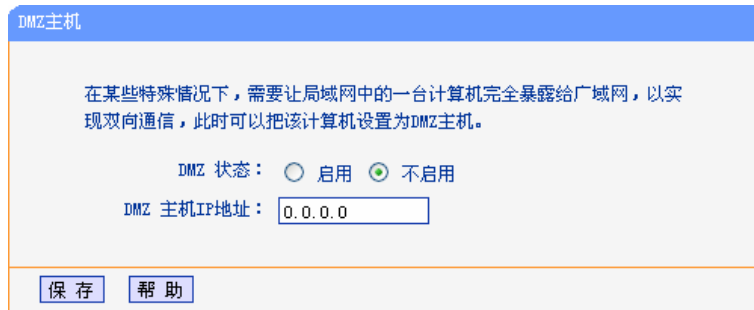 DMZ主机
在某些特殊情况下，需要让局域网中的一台计算机完全暴露给广域网，以实
现双向通信，此时可以把该计算机设置为DMZ主机。
DMZ 状态： 启用 不启用
DMZ 主机IP地址： 0.0.0.0
保 存 帮 助